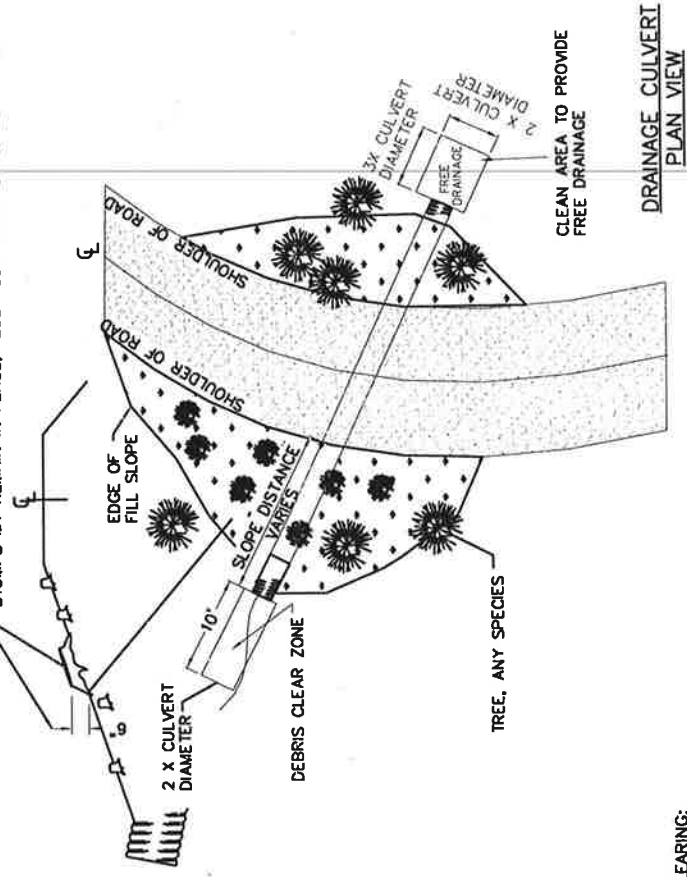 ℄
6"
EDGE OF
FILL SLOPE
2 X CULVERT
DIAMETER
10'
SLOPE DISTANCE
VARIES
DEBRIS CLEAR ZONE
TREE, ANY SPECIES
℄
SHOULDER OF ROAD
SHOULDER OF ROAD
3X CULVERT
DIAMETER
2 X CULVERT
DIAMETER
FREE
DRAINAGE
CLEAN AREA TO PROVIDE
FREE DRAINAGE
DRAINAGE CULVERT
PLAN VIEW
EARING: